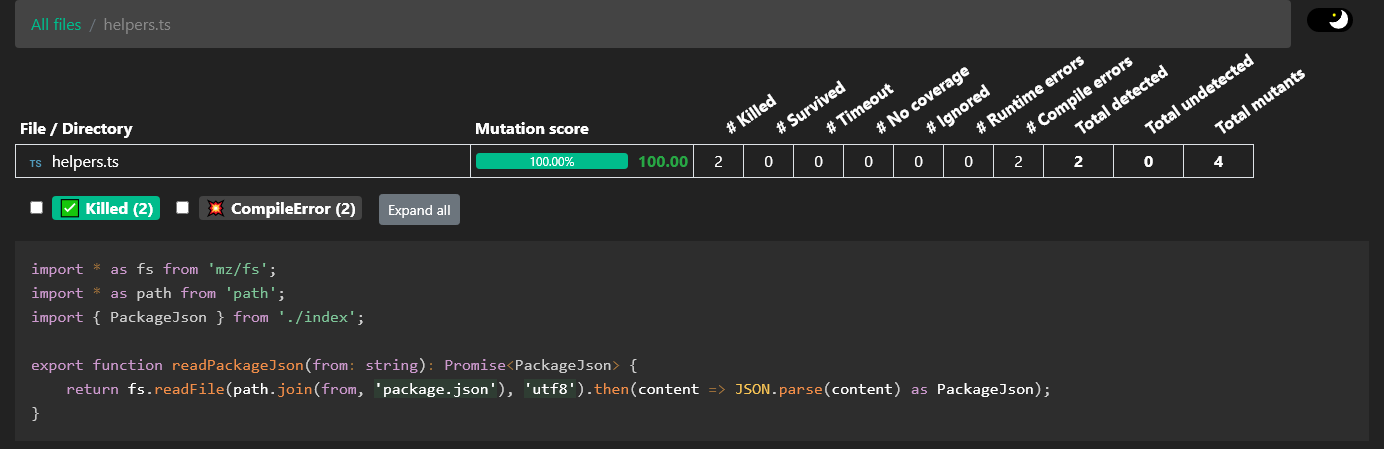 All files / helpers.ts
File / Directory Mutation score # Killed # Survived # Timeout # No coverage # Ignored # Runtime errors # Compile errors Total detected Total undetected Total mutants
TS helpers.ts 100.00% 100.00 2 0 0 0 0 0 2 2 0 4
✅ Killed (2) 💥 CompileError (2) Expand all
import * as fs from 'mz/fs';
import * as path from 'path';
import { PackageJson } from './index';
export function readPackageJson(from: string): Promise<PackageJson> {
    return fs.readFile(path.join(from, 'package.json'), 'utf8').then(content => JSON.parse(content) as PackageJson);
}